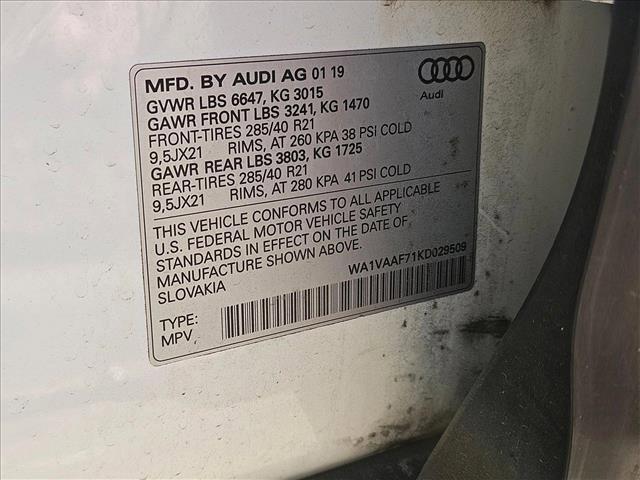 MFD. BY AUDI AG 01 19
GVWR LBS 6647, KG 3015
GAWR FRONT LBS 3241, KG 1470
FRONT-TIRES 285/40 R21
9,5JX21 RIMS, AT 260 KPA 38 PSI COLD
GAWR REAR LBS 3803, KG 1725
REAR-TIRES 285/40 R21
9,5JX21 RIMS, AT 280 KPA 41 PSI COLD
Audi
THIS VEHICLE CONFORMS TO ALL APPLICABLE
U.S. FEDERAL MOTOR VEHICLE SAFETY
STANDARDS IN EFFECT ON THE DATE OF
MANUFACTURE SHOWN ABOVE.
SLOVAKIA
WA1VAAF71KD029509
TYPE:
MPV